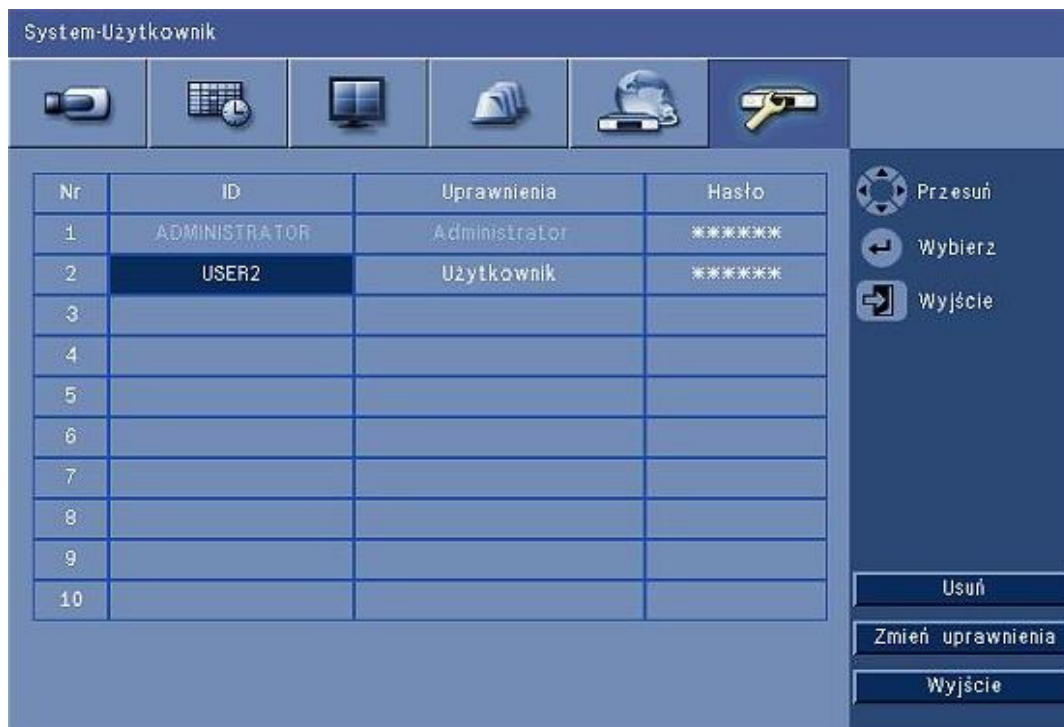 System-Użytkownik
Nr ID Uprawnienia Hasło
1 ADMINISTRATOR Administrator ******
2 USER2 Użytkownik ******
3
4
5
6
7
8
9
10
Przesuń
Wybierz
Wyjście
Usuń
Zmień uprawnienia
Wyjście